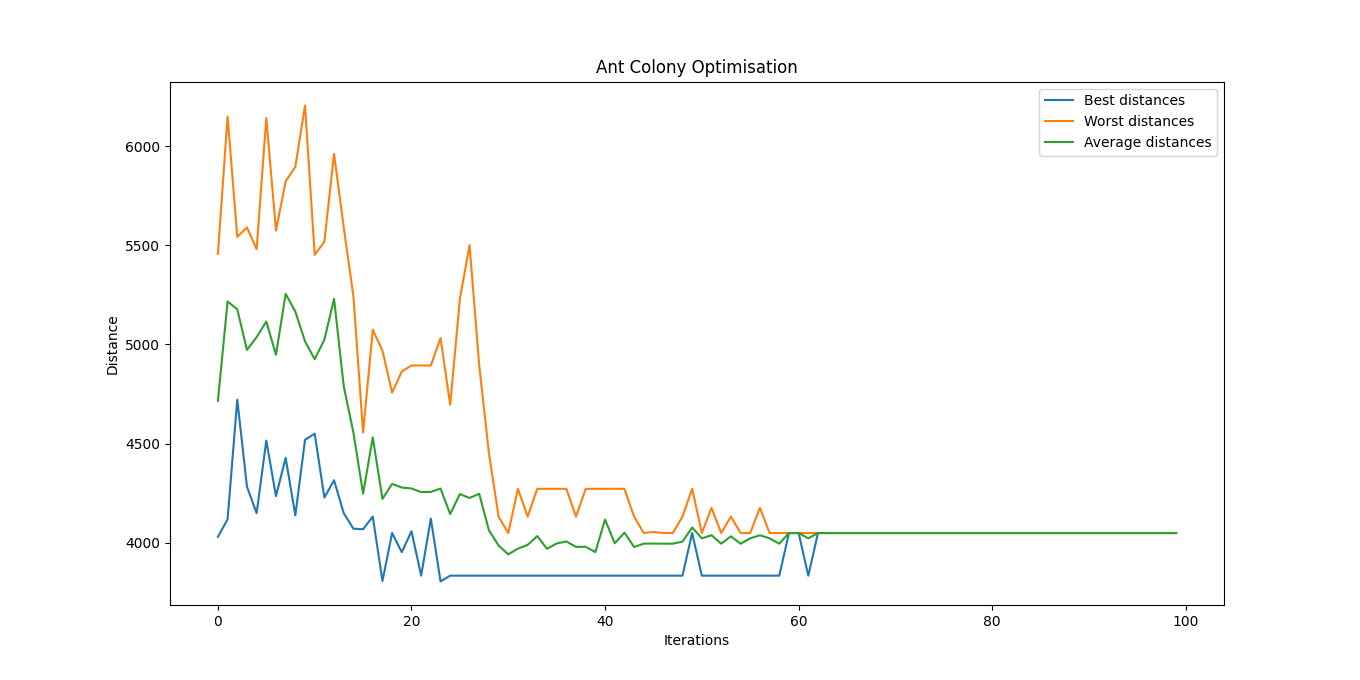 Ant Colony Optimisation
Best distances
Worst distances
Average distances
6000
5500
5000
4500
4000
Distance
0
20
40
60
80
100
Iterations